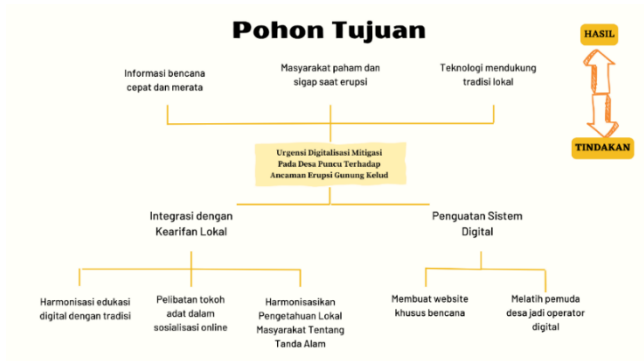 Pohon Tujuan
HASIL
TINDAKAN
Informasi bencana
cepat dan merata
Masyarakat paham dan
sigap saat erupsi
Teknologi mendukung
tradisi lokal
Urgensi Digitalisasi Mitigasi
Pada Desa Puncu Terhadap
Ancaman Erupsi Gunung Kelud
Integrasi dengan
Kearifan Lokal
Penguatan Sistem
Digital
Harmonisasi edukasi
digital dengan tradisi
Pelibatan tokoh
adat dalam
sosialisasi online
Harmonisasikan
Pengetahuan Lokal
Masyarakat Tentang
Tanda Alam
Membuat website
khusus bencana
Melatih pemuda
desa jadi operator
digital